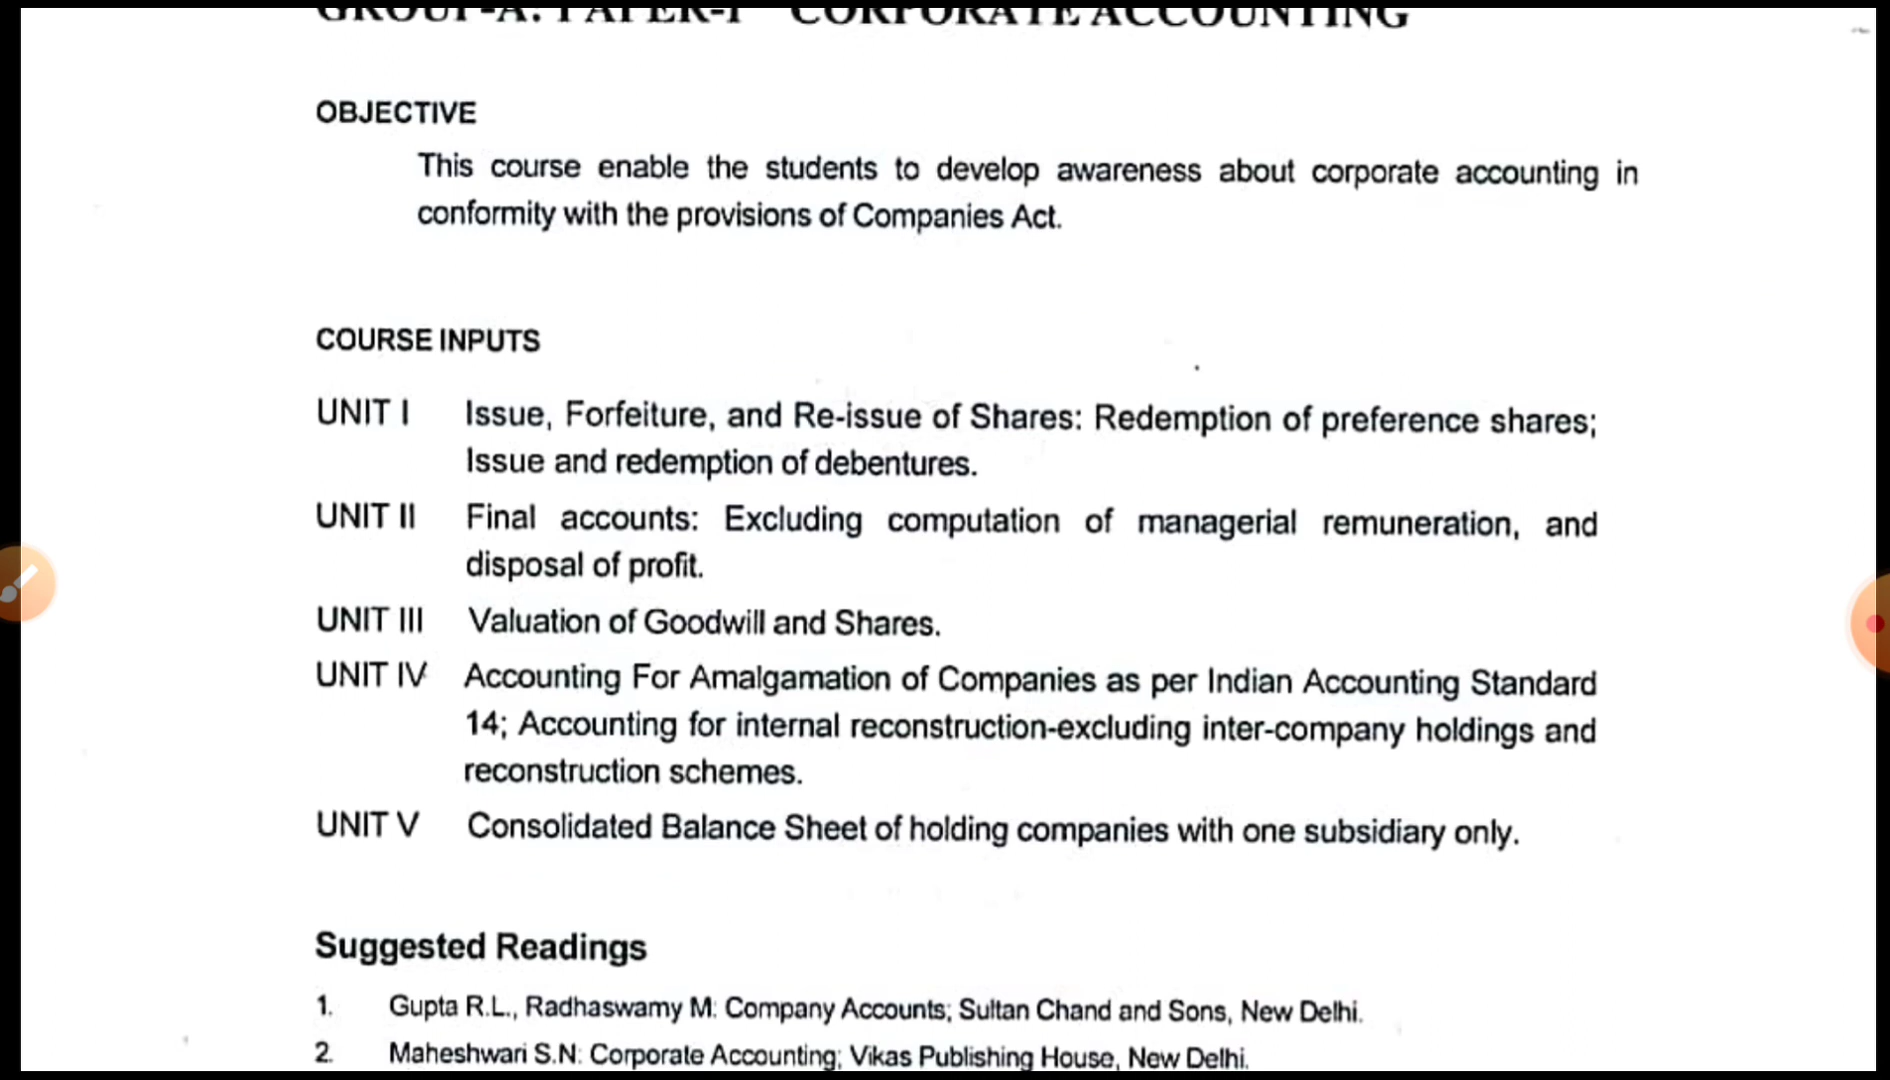 GROUP-A: PAPER-I CORPORATE ACCOUNTING
OBJECTIVE
This course enable the students to develop awareness about corporate accounting in
conformity with the provisions of Companies Act.
COURSE INPUTS
UNIT I Issue, Forfeiture, and Re-issue of Shares: Redemption of preference shares;
Issue and redemption of debentures.
UNIT II Final accounts: Excluding computation of managerial remuneration, and
disposal of profit.
UNIT III Valuation of Goodwill and Shares.
UNIT IV Accounting For Amalgamation of Companies as per Indian Accounting Standard
14; Accounting for internal reconstruction-excluding inter-company holdings and
reconstruction schemes.
UNIT V Consolidated Balance Sheet of holding companies with one subsidiary only.
Suggested Readings
1. Gupta R.L., Radhaswamy M: Company Accounts; Sultan Chand and Sons, New Delhi.
2. Maheshwari S.N: Corporate Accounting; Vikas Publishing House, New Delhi.